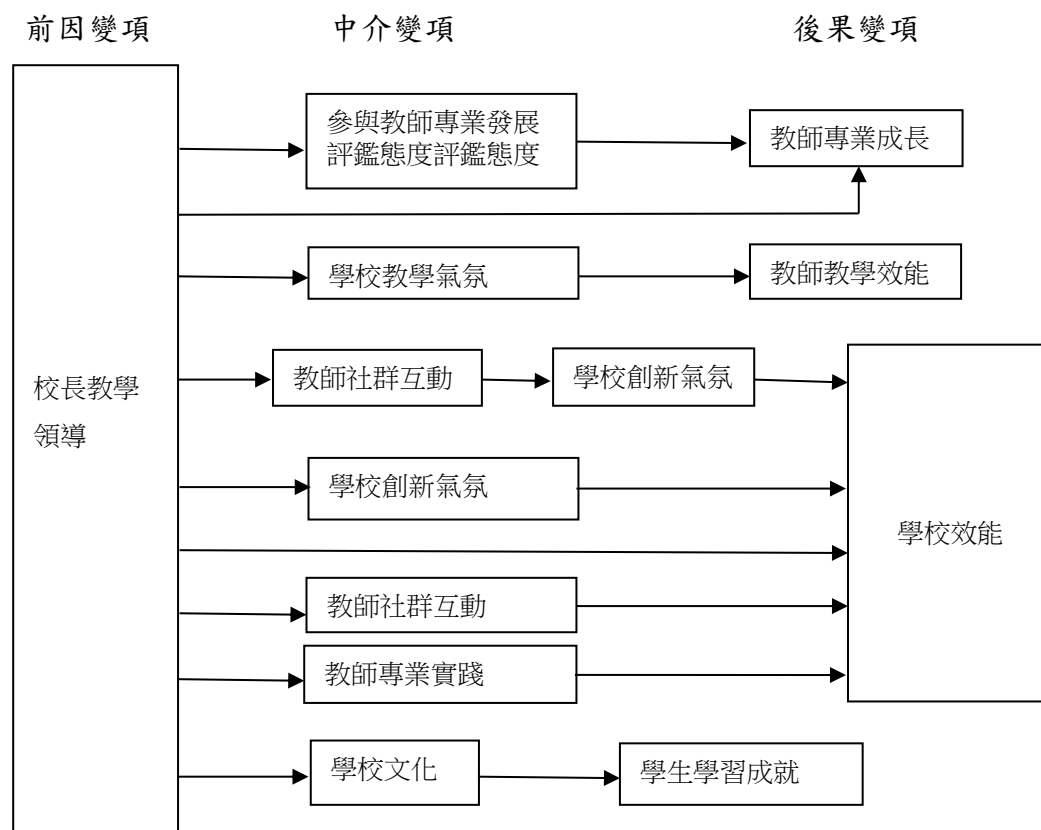 前因變項
中介變項
後果變項
參與教師專業發展
評鑑態度評鑑態度
教師專業成長
學校教學氣氛
教師教學效能
校長教學
領導
教師社群互動
學校創新氣氛
學校創新氣氛
學校效能
教師社群互動
教師專業實踐
學校文化
學生學習成就